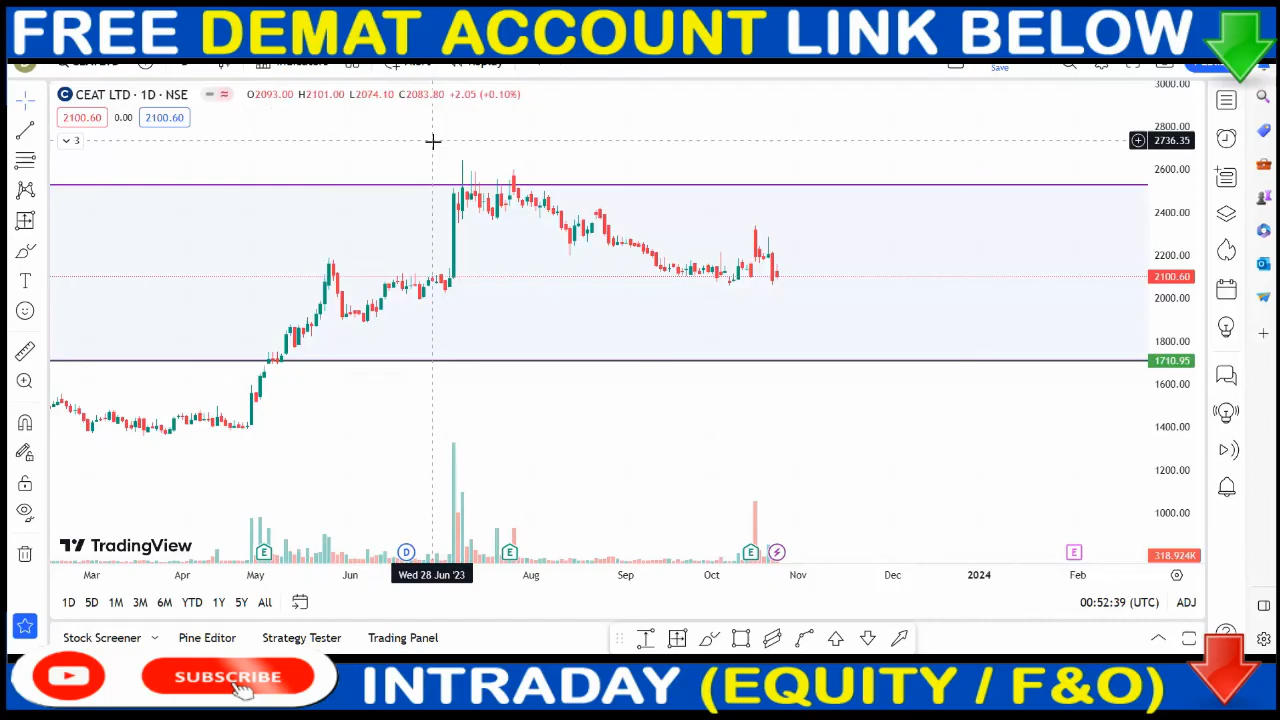 FREE DEMAT ACCOUNT LINK BELOW
Save
CEAT LTD · 1D · NSE O2093.00 H2101.00 L2074.10 C2083.80 +2.05 (+0.10%)
2100.60 0.00 2100.60
3
3000.00
2800.00
2736.35
2600.00
2400.00
2200.00
2100.60
2000.00
1800.00
1710.95
1600.00
1400.00
1200.00
1000.00
318.924K
TradingView
E D E E E
Mar Apr May Jun Wed 28 Jun '23 Aug Sep Oct Nov Dec 2024 Feb
1D 5D 1M 3M 6M YTD 1Y 5Y All 00:52:39 (UTC) ADJ
Stock Screener Pine Editor Strategy Tester Trading Panel
SUBSCRIBE
INTRADAY (EQUITY / F&O)